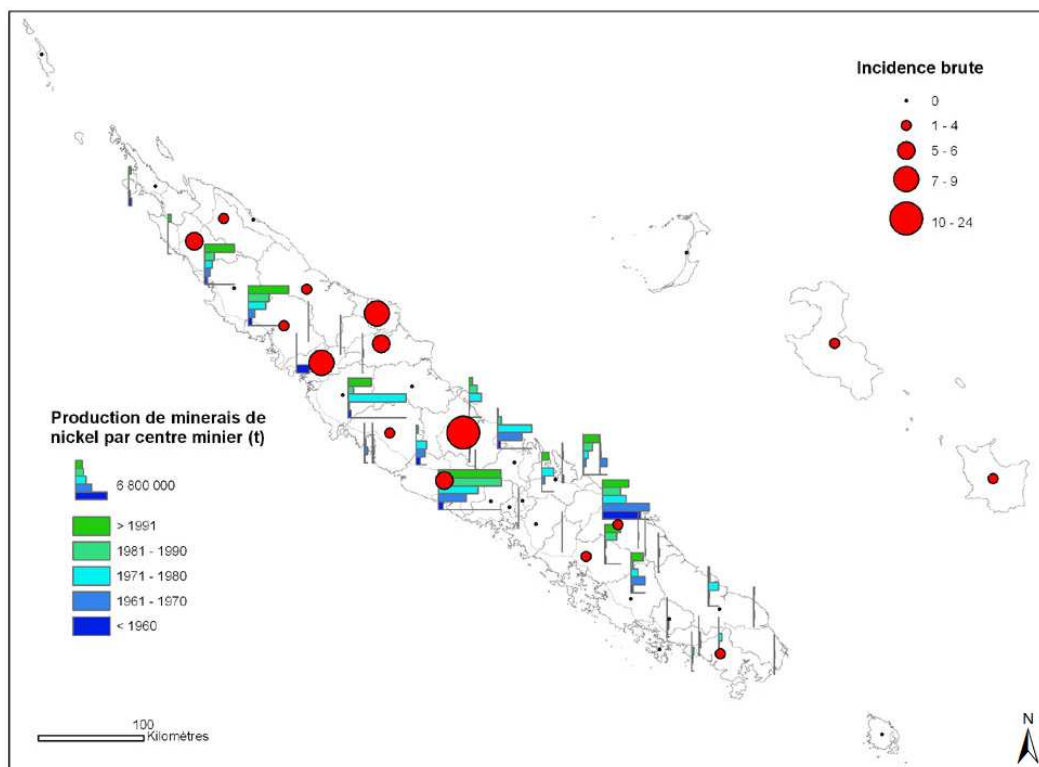 Incidence brute
0
1 - 4
5 - 6
7 - 9
10 - 24
Production de minerais de
nickel par centre minier (t)
6 800 000
> 1991
1981 - 1990
1971 - 1980
1961 - 1970
< 1960
100
Kilomètres
N